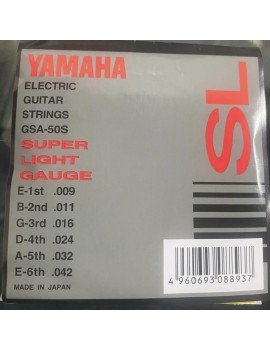 YAMAHA
ELECTRIC
GUITAR
STRINGS
GSA-50S
SUPER
LIGHT
GAUGE
E-1st .009
B-2nd .011
G-3rd .016
D-4th .024
A-5th .032
E-6th .042
MADE IN JAPAN
SL
4 960693 088937